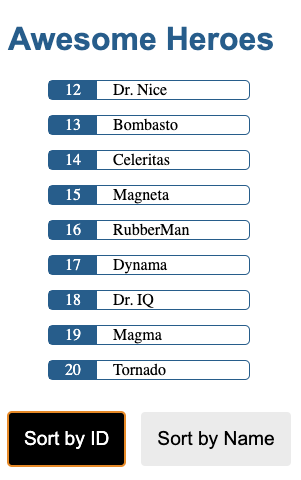 Awesome Heroes
12 Dr. Nice
13 Bombasto
14 Celeritas
15 Magneta
16 RubberMan
17 Dynama
18 Dr. IQ
19 Magma
20 Tornado
Sort by ID Sort by Name